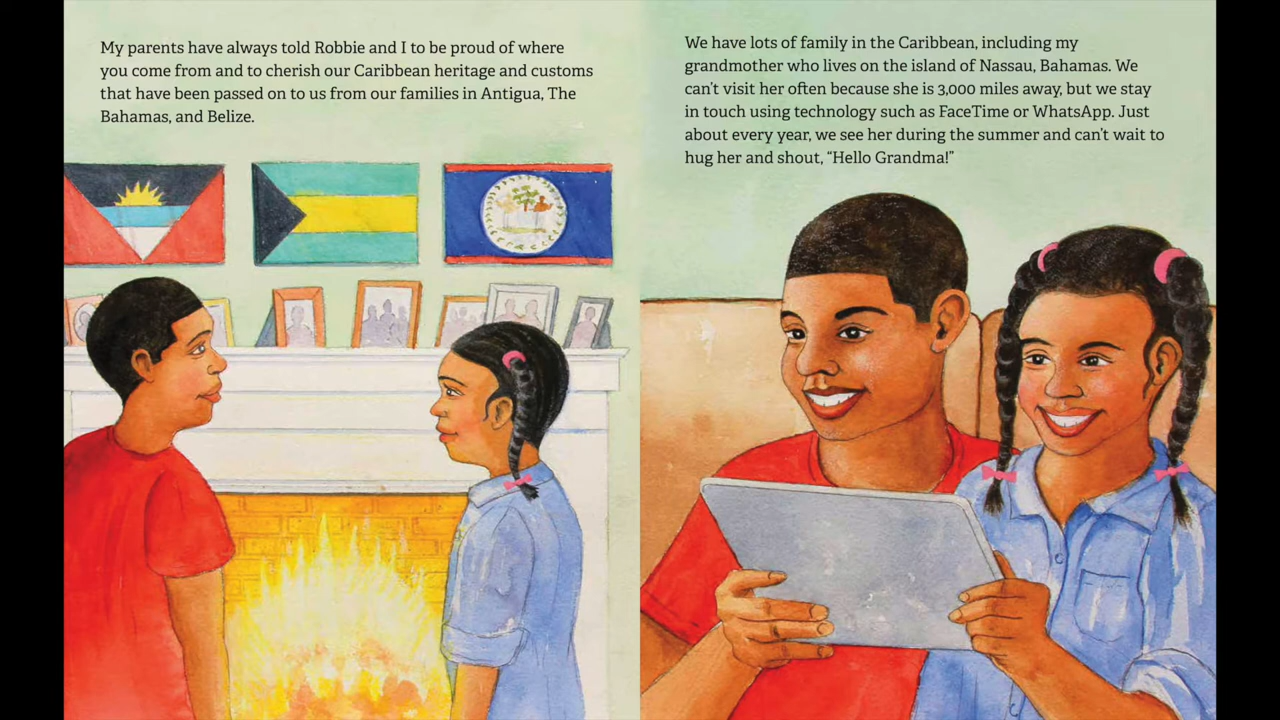 My parents have always told Robbie and I to be proud of where
you come from and to cherish our Caribbean heritage and customs
that have been passed on to us from our families in Antigua, The
Bahamas, and Belize.
We have lots of family in the Caribbean, including my
grandmother who lives on the island of Nassau, Bahamas. We
can’t visit her often because she is 3,000 miles away, but we stay
in touch using technology such as FaceTime or WhatsApp. Just
about every year, we see her during the summer and can’t wait to
hug her and shout, “Hello Grandma!”